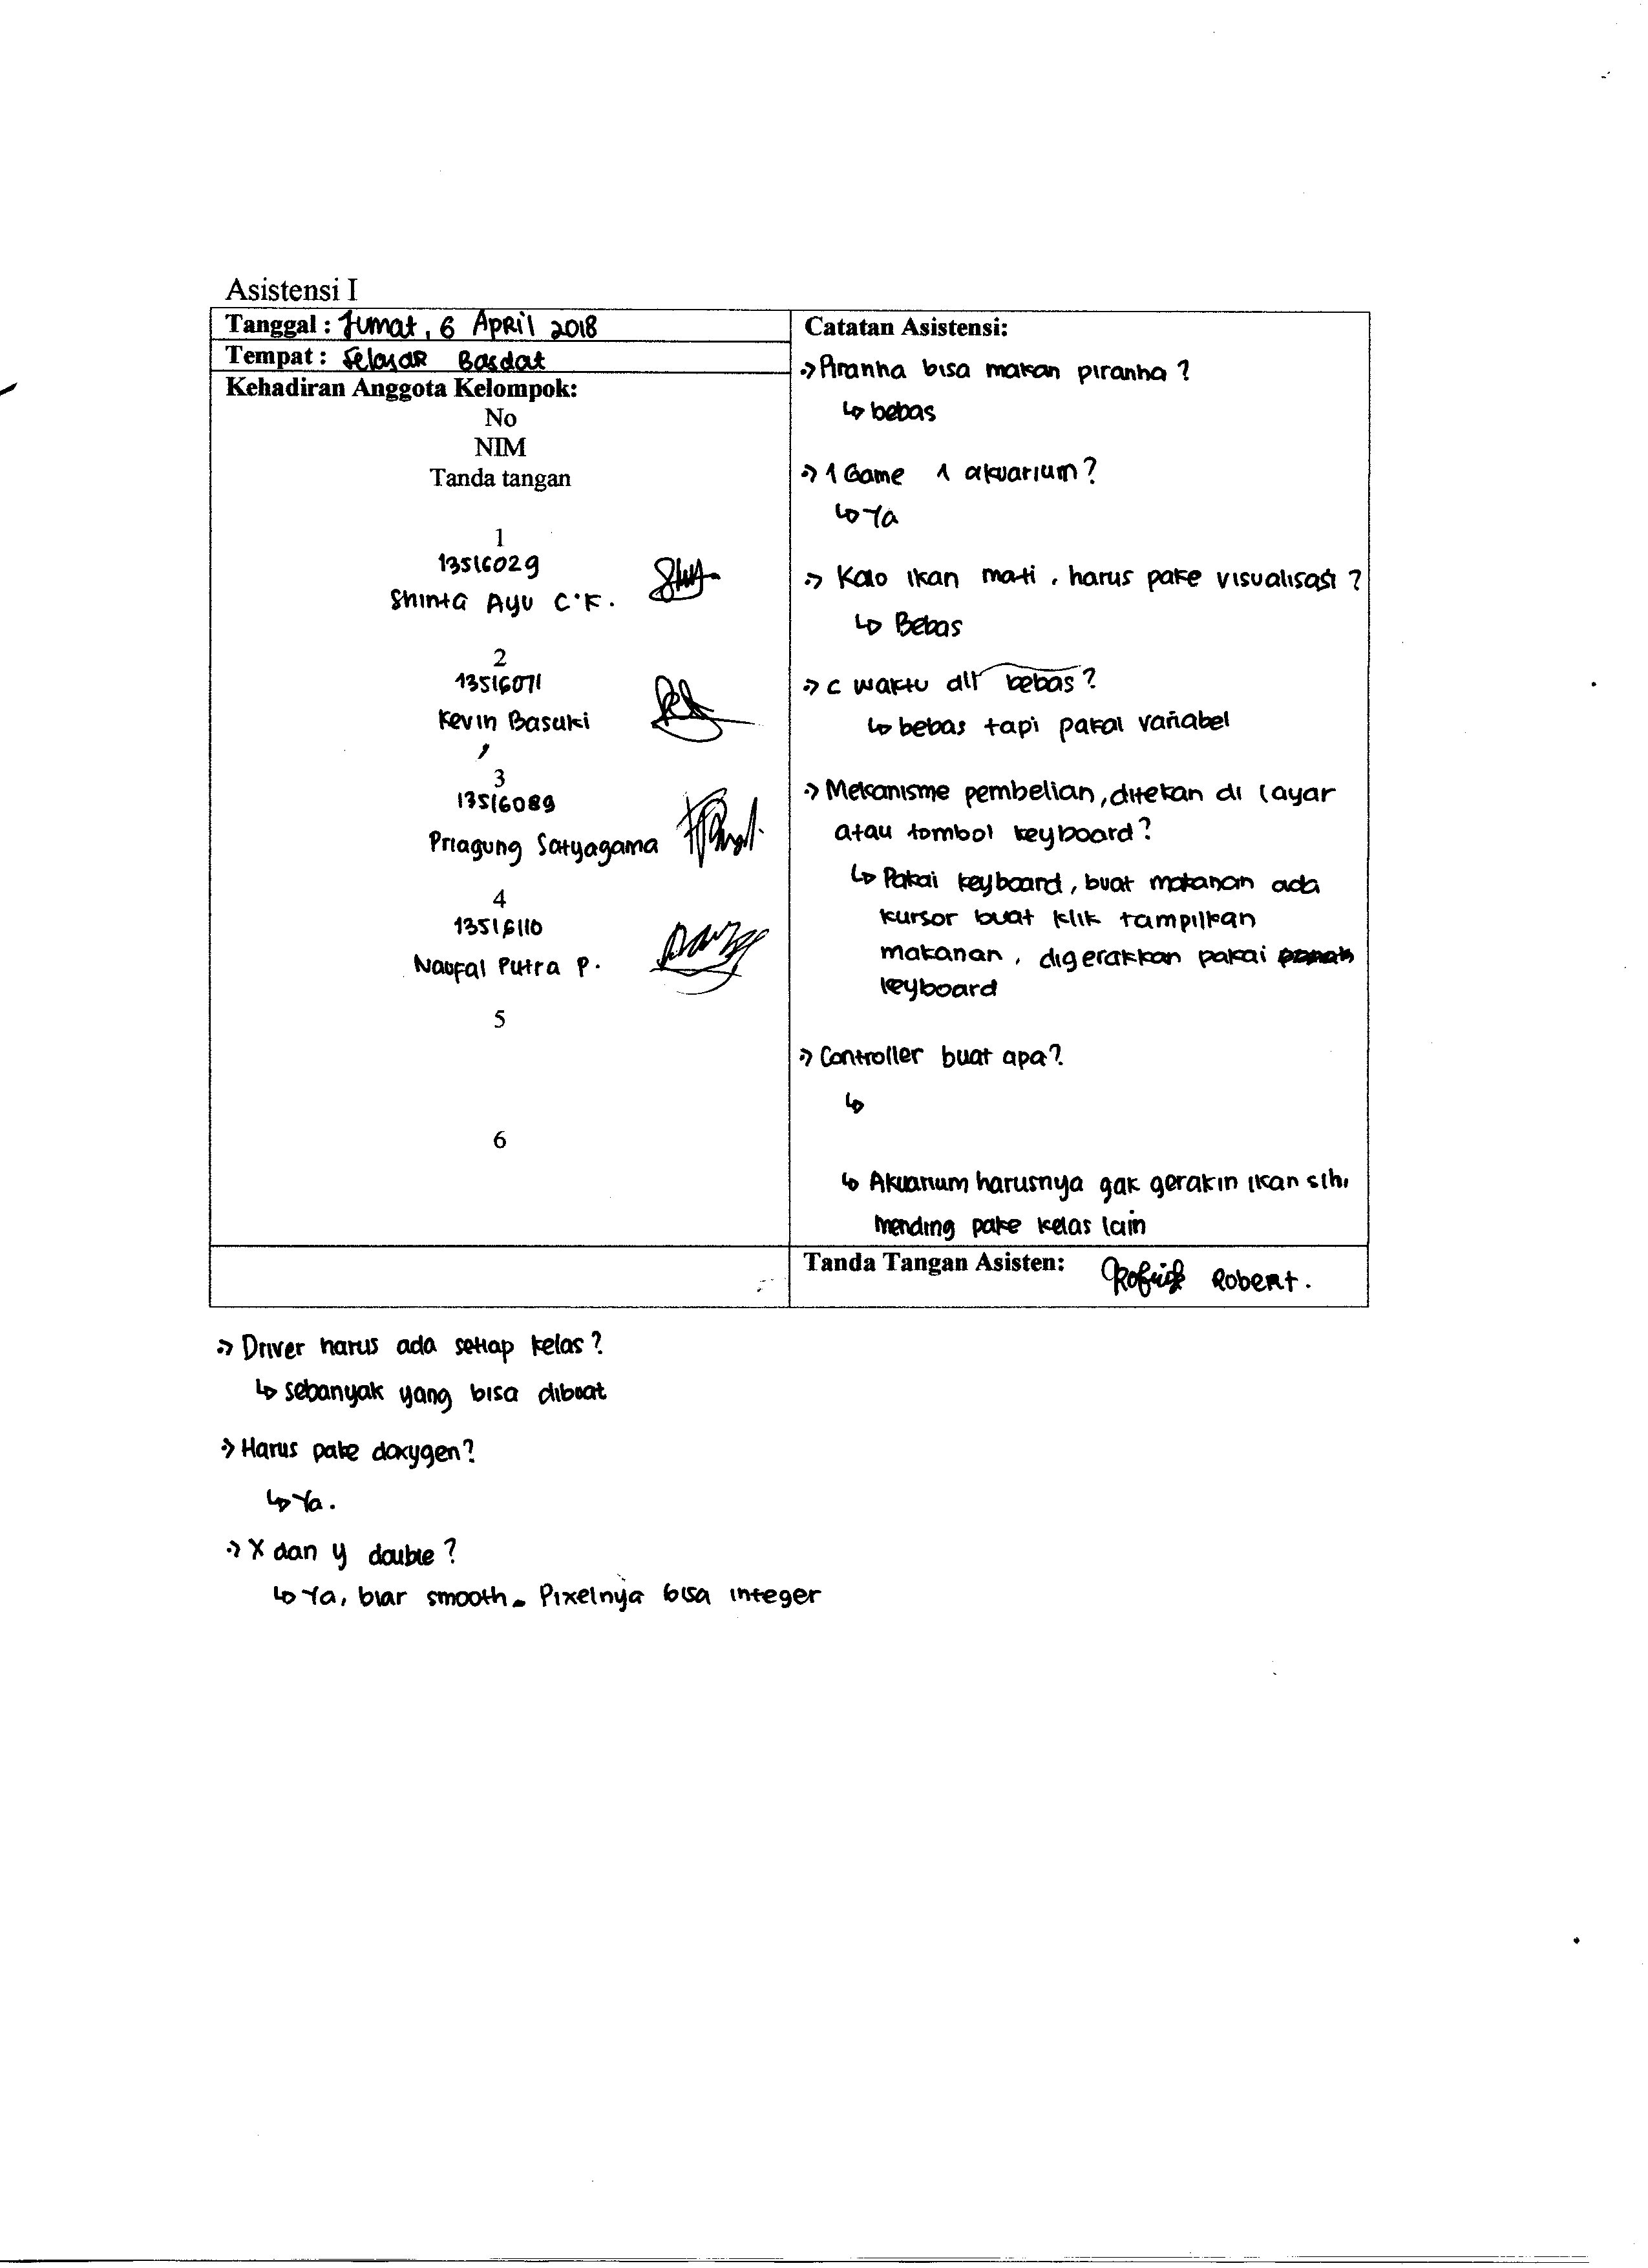 Asistensi I
Tanggal : Jumat, 6 April 2018
Tempat : Selasar Basdat
Kehadiran Anggota Kelompok:
No
NIM
Tanda tangan
1
13516029
Shinta Ayu C.K.
2
13516071
Kevin Basuki
3
13516089
Priagung Satyagama
4
13516110
Naufal Putra P.
5
6
Catatan Asistensi:
Piranha bisa makan piranha?
↳ bebas
1 Game 1 akuarium?
↳ Ya
Kalo ikan mati, harus pake visualisasi?
↳ Bebas
C waktu dll bebas?
↳ bebas tapi pakai variabel
Mekanisme pembelian, ditekan di layar
atau tombol keyboard?
↳ Pakai keyboard, buat makanan ada
kursor buat klik tampilkan
makanan, digerakkan pakai
keyboard
Controller buat apa?
↳
↳ Akuarium harusnya gak gerakin ikan sih,
mending pake kelas lain
Tanda Tangan Asisten: Robert.
Driver harus ada setiap kelas?
↳ sebanyak yang bisa dibuat
Harus pake doxygen?
↳ Ya.
X dan y double?
↳ Ya, biar smooth. Pixelnya bisa integer